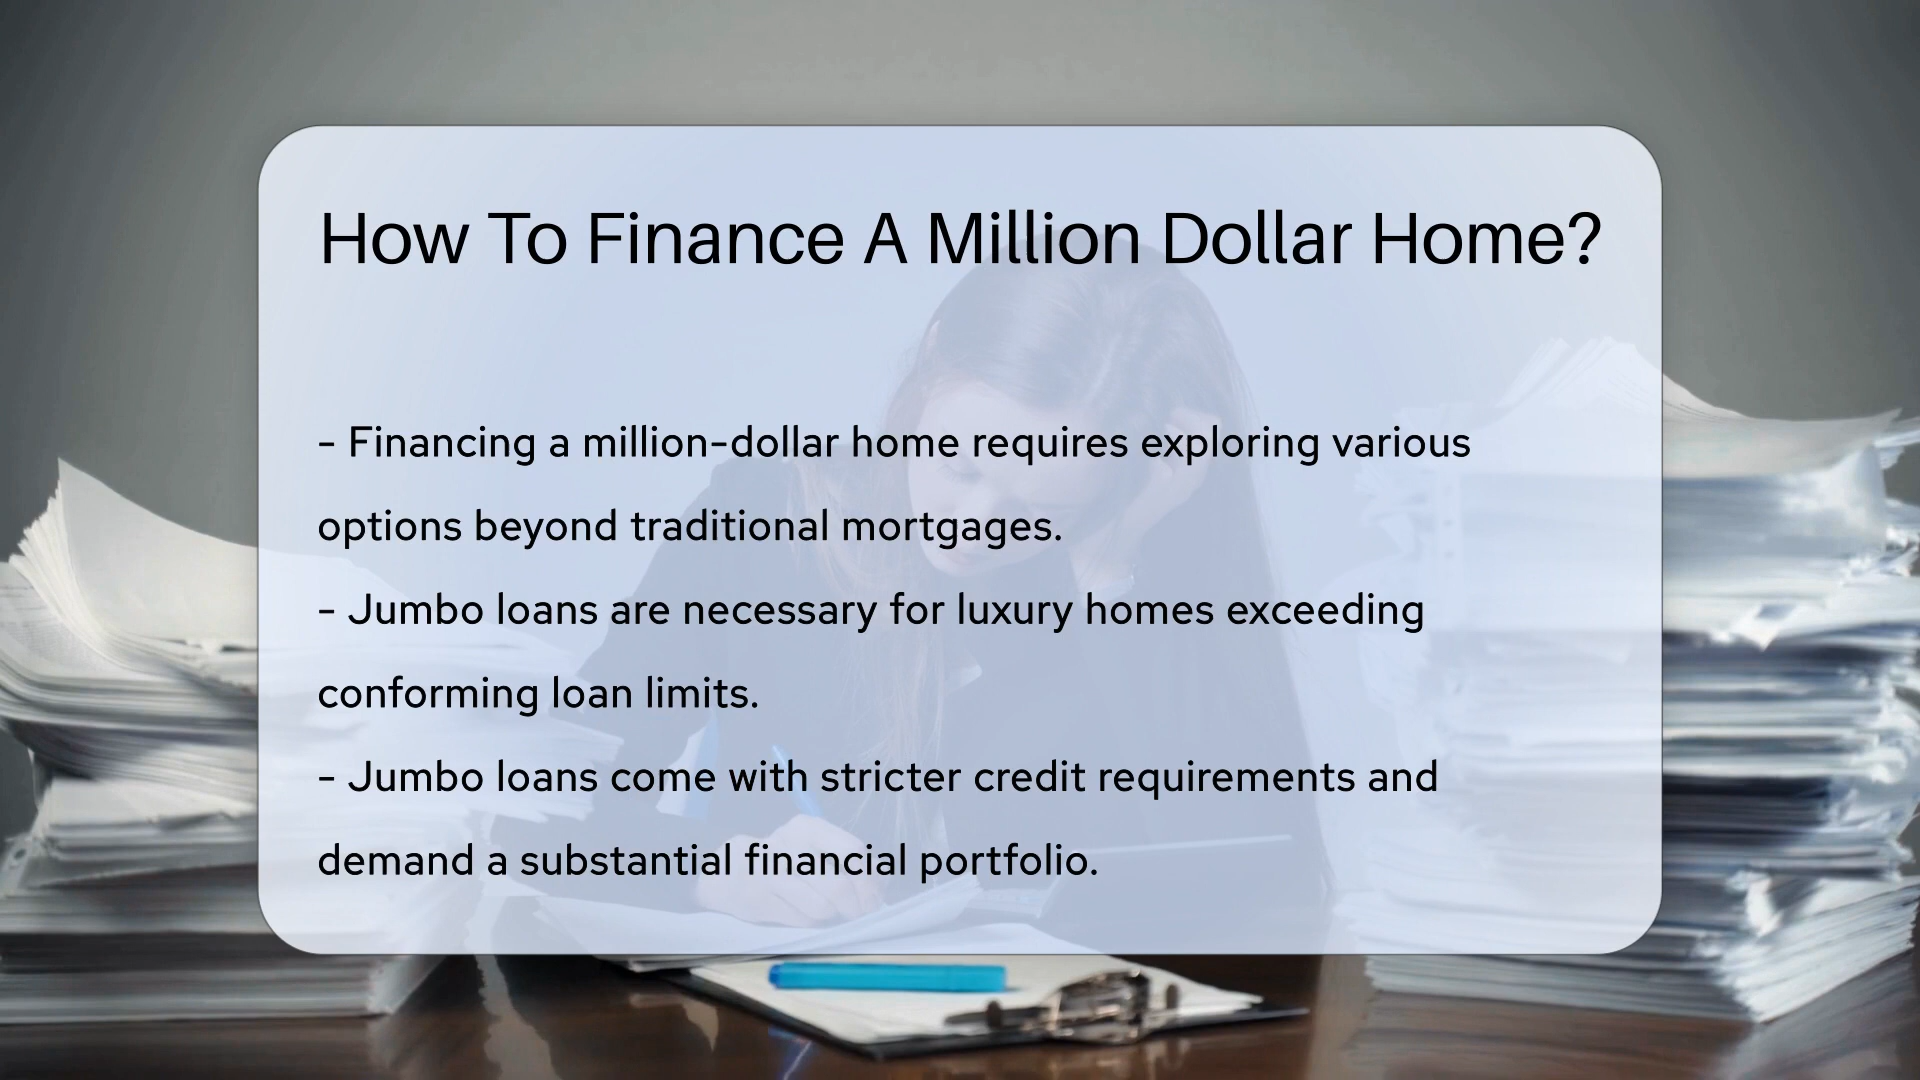 How To Finance A Million Dollar Home?
- Financing a million-dollar home requires exploring various
options beyond traditional mortgages.
- Jumbo loans are necessary for luxury homes exceeding
conforming loan limits.
- Jumbo loans come with stricter credit requirements and
demand a substantial financial portfolio.